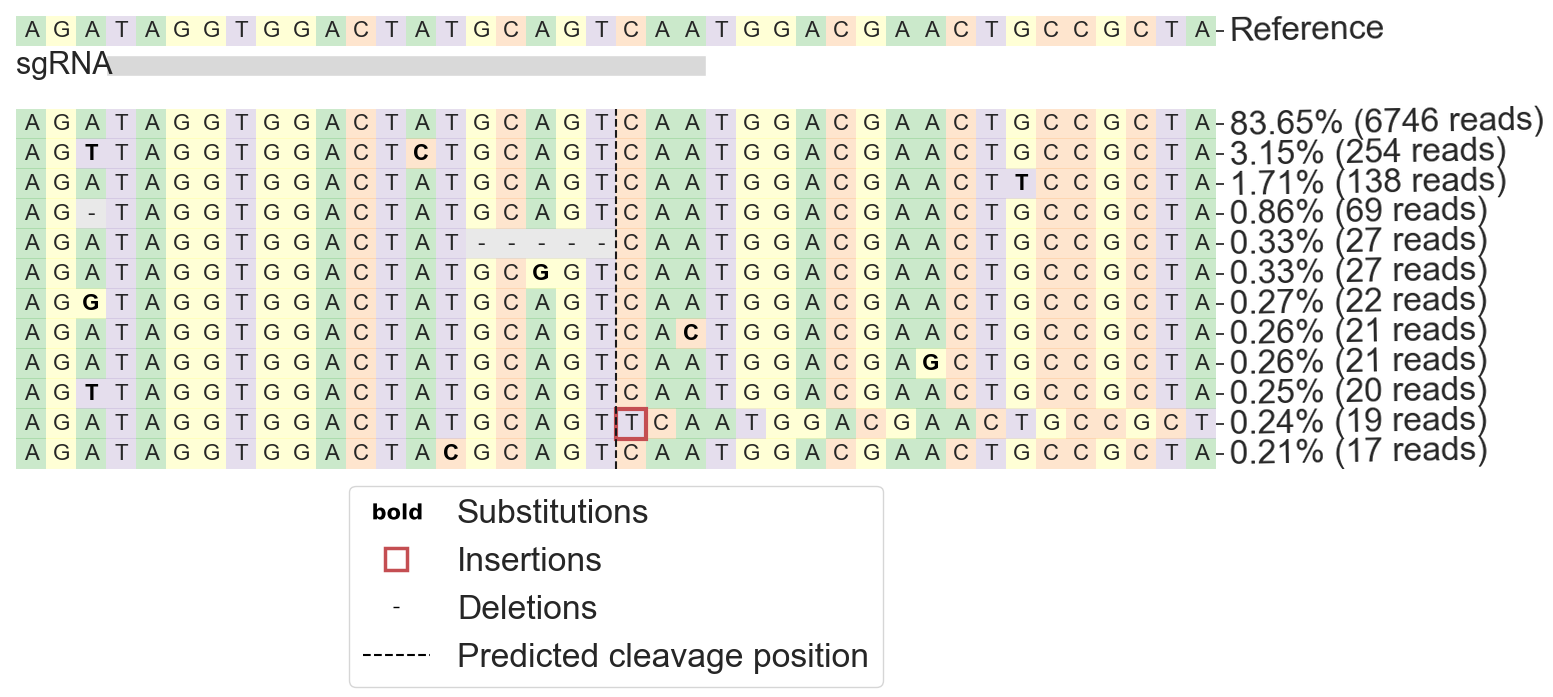 A G A T A G G T G G A C T A T G C A G T C A A T G G A C G A A C T G C C G C T A Reference
sgRNA
A G A T A G G T G G A C T A T G C A G T C A A T G G A C G A A C T G C C G C T A 83.65% (6746 reads)
A G T T A G G T G G A C T C T G C A G T C A A T G G A C G A A C T G C C G C T A 3.15% (254 reads)
A G A T A G G T G G A C T A T G C A G T C A A T G G A C G A A C T T C C G C T A 1.71% (138 reads)
A G - T A G G T G G A C T A T G C A G T C A A T G G A C G A A C T G C C G C T A 0.86% (69 reads)
A G A T A G G T G G A C T A T - - - - - C A A T G G A C G A A C T G C C G C T A 0.33% (27 reads)
A G A T A G G T G G A C T A T G C G G T C A A T G G A C G A A C T G C C G C T A 0.33% (27 reads)
A G G T A G G T G G A C T A T G C A G T C A A T G G A C G A A C T G C C G C T A 0.27% (22 reads)
A G A T A G G T G G A C T A T G C A G T C A C T G G A C G A A C T G C C G C T A 0.26% (21 reads)
A G A T A G G T G G A C T A T G C A G T C A A T G G A C G A G C T G C C G C T A 0.26% (21 reads)
A G T T A G G T G G A C T A T G C A G T C A A T G G A C G A A C T G C C G C T A 0.25% (20 reads)
A G A T A G G T G G A C T A T G C A G T T C A A T G G A C G A A C T G C C G C T 0.24% (19 reads)
A G A T A G G T G G A C T A C G C A G T C A A T G G A C G A A C T G C C G C T A 0.21% (17 reads)
bold Substitutions
Insertions
- Deletions
Predicted cleavage position